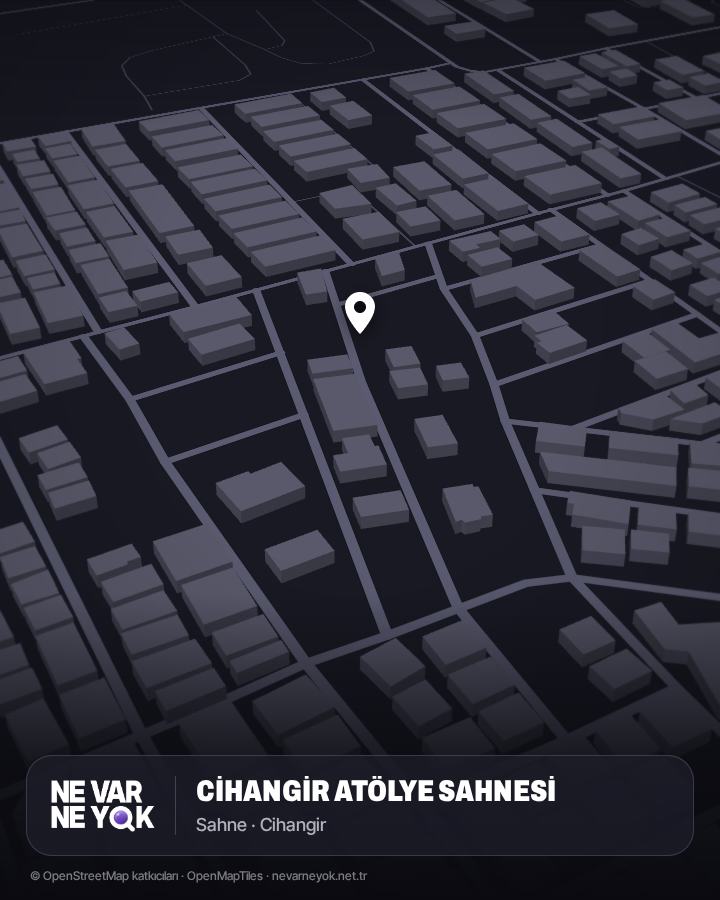 NE VAR
NE YOK
CİHANGİR ATÖLYE SAHNESİ
Sahne · Cihangir
© OpenStreetMap katkıcıları · OpenMapTiles · nevarneyok.net.tr